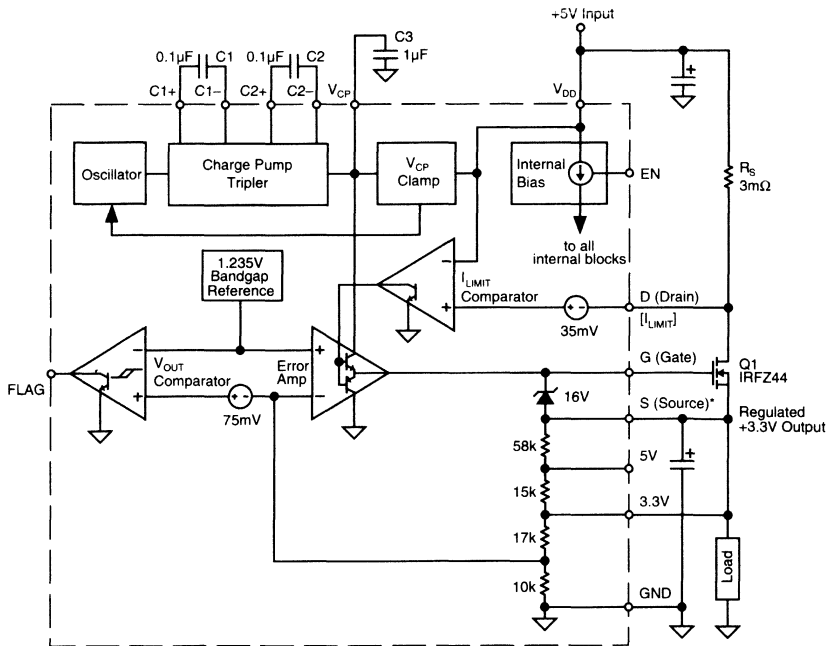 +5V Input
C3
1µF
0.1µF C1
0.1µF C2
C1+
C1–
C2+
C2–
VCP
VDD
Oscillator
Charge Pump
Tripler
VCP
Clamp
Internal
Bias
EN
RS
3mΩ
to all
internal blocks
1.235V
Bandgap
Reference
–
ILIMIT
Comparator
+
35mV
D (Drain)
[ILIMIT]
FLAG
–
VOUT
Comparator
+
75mV
+
Error
Amp
–
G (Gate)
Q1
IRFZ44
16V
S (Source)*
Regulated
+3.3V Output
58k
5V
+
15k
3.3V
17k
10k
GND
Load
+